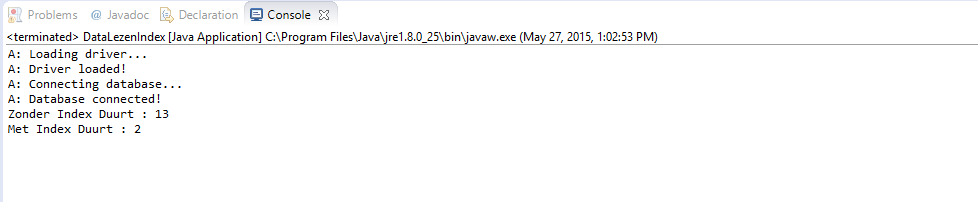 Problems @ Javadoc Declaration Console
<terminated> DataLezenIndex [Java Application] C:\Program Files\Java\jre1.8.0_25\bin\javaw.exe (May 27, 2015, 1:02:53 PM)
A: Loading driver...
A: Driver loaded!
A: Connecting database...
A: Database connected!
Zonder Index Duurt : 13
Met Index Duurt : 2